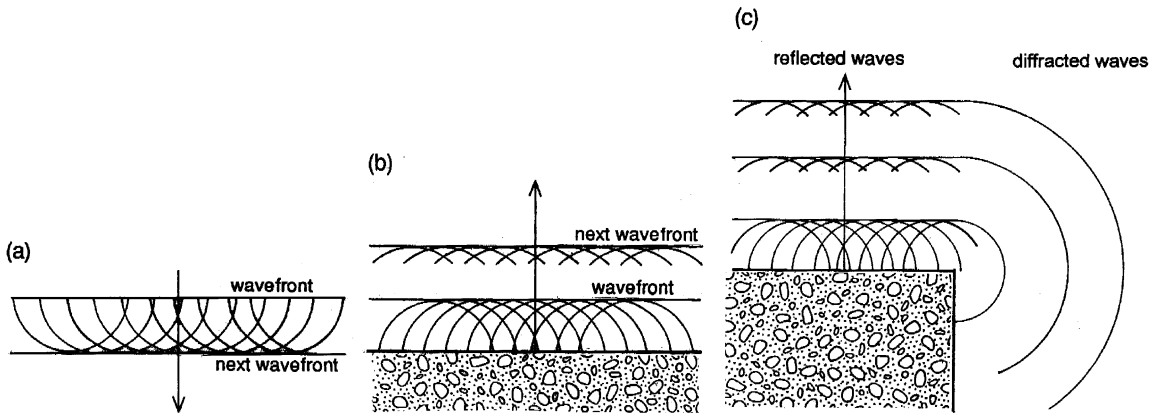 (a)
wavefront
next wavefront
(b)
next wavefront
wavefront
(c)
reflected waves
diffracted waves